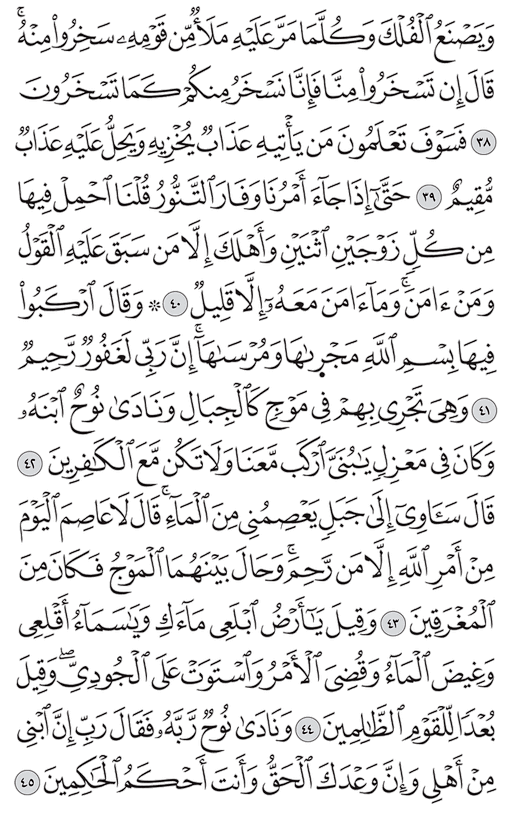 وَيَصْنَعُ ٱلْفُلْكَ وَكُلَّمَا مَرَّ عَلَيْهِ مَلَأٌ مِّن قَوْمِهِۦ سَخِرُوا۟ مِنْهُ ۚ
قَالَ إِن تَسْخَرُوا۟ مِنَّا فَإِنَّا نَسْخَرُ مِنكُمْ كَمَا تَسْخَرُونَ
٣٨ فَسَوْفَ تَعْلَمُونَ مَن يَأْتِيهِ عَذَابٌ يُخْزِيهِ وَيَحِلُّ عَلَيْهِ عَذَابٌ
مُّقِيمٌ ٣٩ حَتَّىٰٓ إِذَا جَآءَ أَمْرُنَا وَفَارَ ٱلتَّنُّورُ قُلْنَا ٱحْمِلْ فِيهَا
مِن كُلٍّ زَوْجَيْنِ ٱثْنَيْنِ وَأَهْلَكَ إِلَّا مَن سَبَقَ عَلَيْهِ ٱلْقَوْلُ
وَمَنْ ءَامَنَ ۚ وَمَآ ءَامَنَ مَعَهُۥٓ إِلَّا قَلِيلٌ ٤٠ ۞ وَقَالَ ٱرْكَبُوا۟
فِيهَا بِسْمِ ٱللَّهِ مَجْر۪ىٰهَا وَمُرْسَىٰهَآ ۚ إِنَّ رَبِّى لَغَفُورٌ رَّحِيمٌ
٤١ وَهِىَ تَجْرِى بِهِمْ فِى مَوْجٍ كَٱلْجِبَالِ وَنَادَىٰ نُوحٌ ٱبْنَهُۥ
وَكَانَ فِى مَعْزِلٍ يَـٰبُنَىَّ ٱرْكَب مَّعَنَا وَلَا تَكُن مَّعَ ٱلْكَـٰفِرِينَ ٤٢
قَالَ سَـَٔاوِىٓ إِلَىٰ جَبَلٍ يَعْصِمُنِى مِنَ ٱلْمَآءِ ۚ قَالَ لَا عَاصِمَ ٱلْيَوْمَ
مِنْ أَمْرِ ٱللَّهِ إِلَّا مَن رَّحِمَ ۚ وَحَالَ بَيْنَهُمَا ٱلْمَوْجُ فَكَانَ مِنَ
ٱلْمُغْرَقِينَ ٤٣ وَقِيلَ يَـٰٓأَرْضُ ٱبْلَعِى مَآءَكِ وَيَـٰسَمَآءُ أَقْلِعِى
وَغِيضَ ٱلْمَآءُ وَقُضِىَ ٱلْأَمْرُ وَٱسْتَوَتْ عَلَى ٱلْجُودِىِّ ۖ وَقِيلَ
بُعْدًا لِّلْقَوْمِ ٱلظَّـٰلِمِينَ ٤٤ وَنَادَىٰ نُوحٌ رَّبَّهُۥ فَقَالَ رَبِّ إِنَّ ٱبْنِى
مِنْ أَهْلِى وَإِنَّ وَعْدَكَ ٱلْحَقُّ وَأَنتَ أَحْكَمُ ٱلْحَـٰكِمِينَ ٤٥